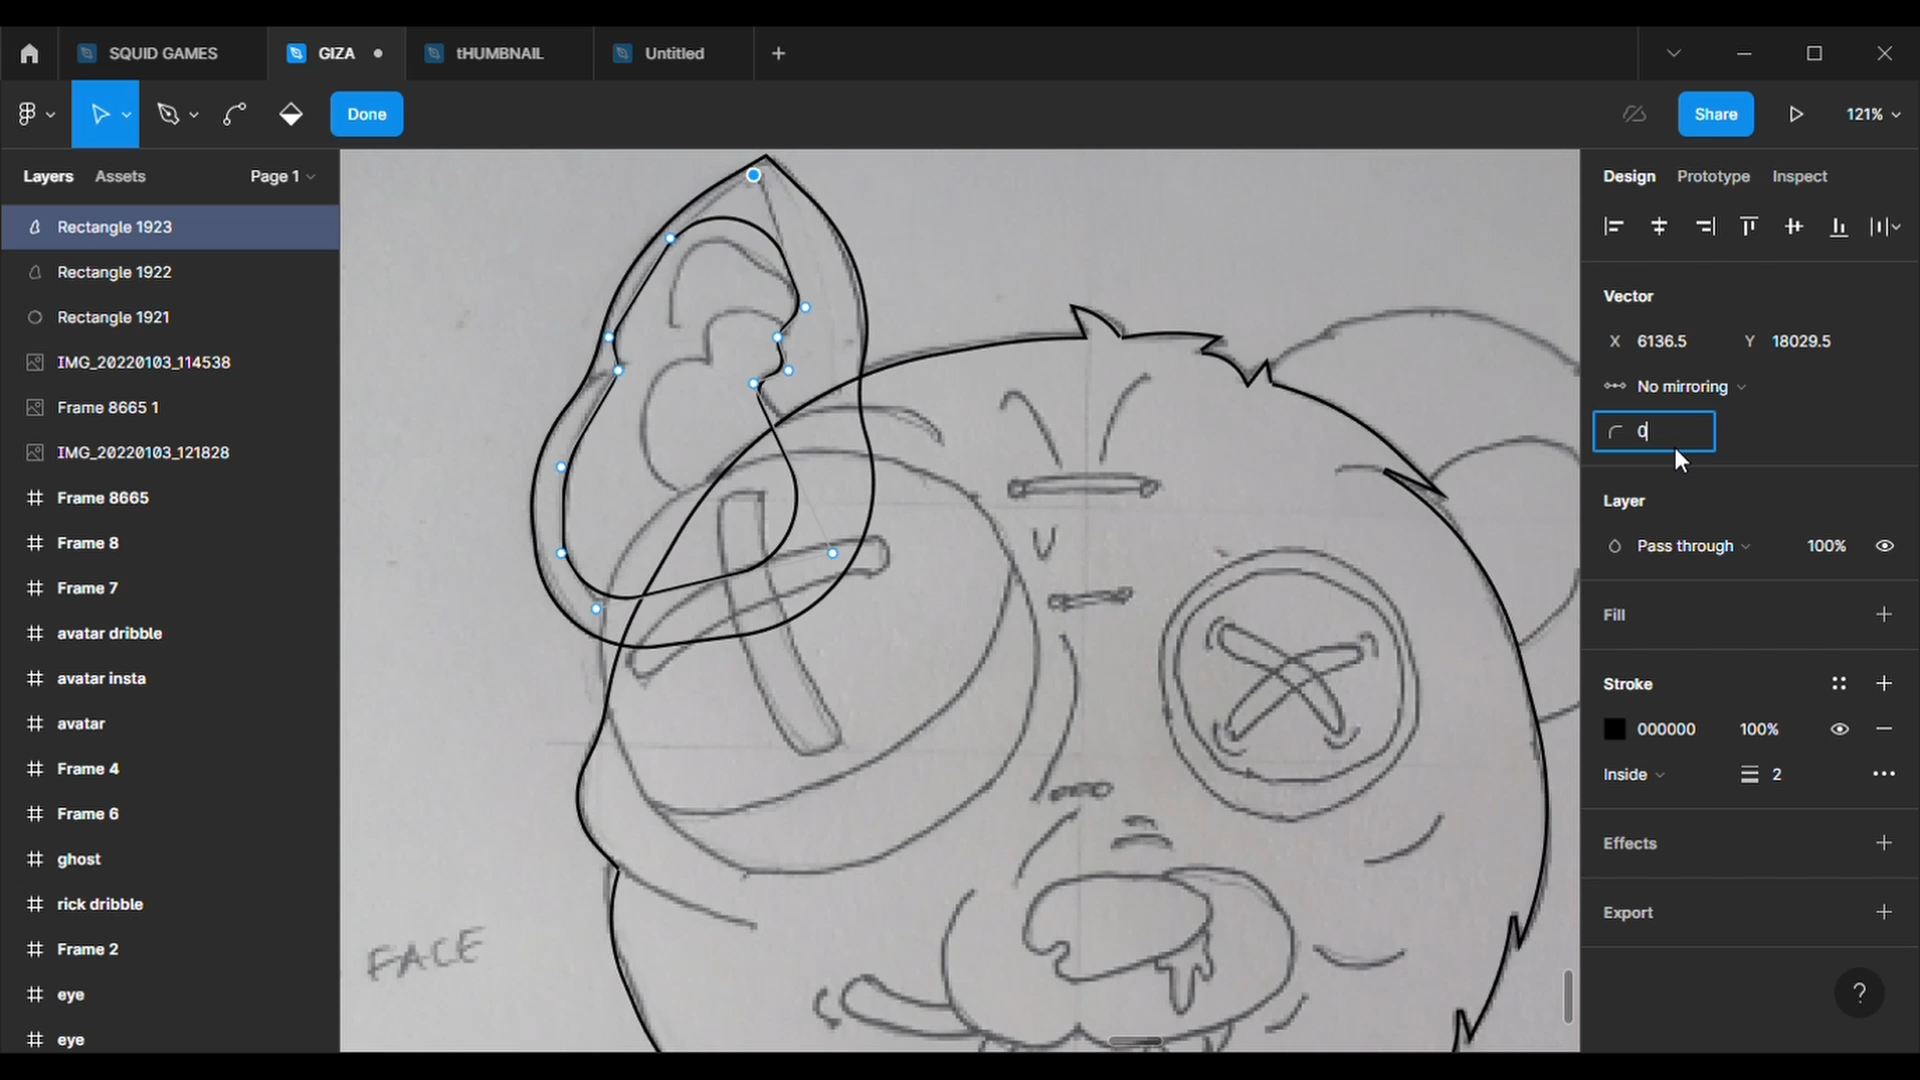 SQUID GAMES
GIZA
tHUMBNAIL
Untitled
Done
Share
121%
Layers
Assets
Page 1
Rectangle 1923
Rectangle 1922
Rectangle 1921
IMG_20220103_114538
Frame 8665 1
IMG_20220103_121828
Frame 8665
Frame 8
Frame 7
avatar dribble
avatar insta
avatar
Frame 4
Frame 6
ghost
rick dribble
Frame 2
eye
eye
FACE
Design
Prototype
Inspect
Vector
X 6136.5
Y 18029.5
No mirroring
0
Layer
Pass through
100%
Fill
Stroke
000000
100%
Inside
2
Effects
Export
?